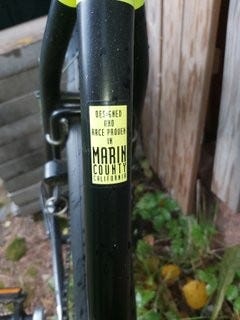 DESIGNED
AND
RACE PROVEN
IN
MARIN
COUNTY
CALIFORNIA